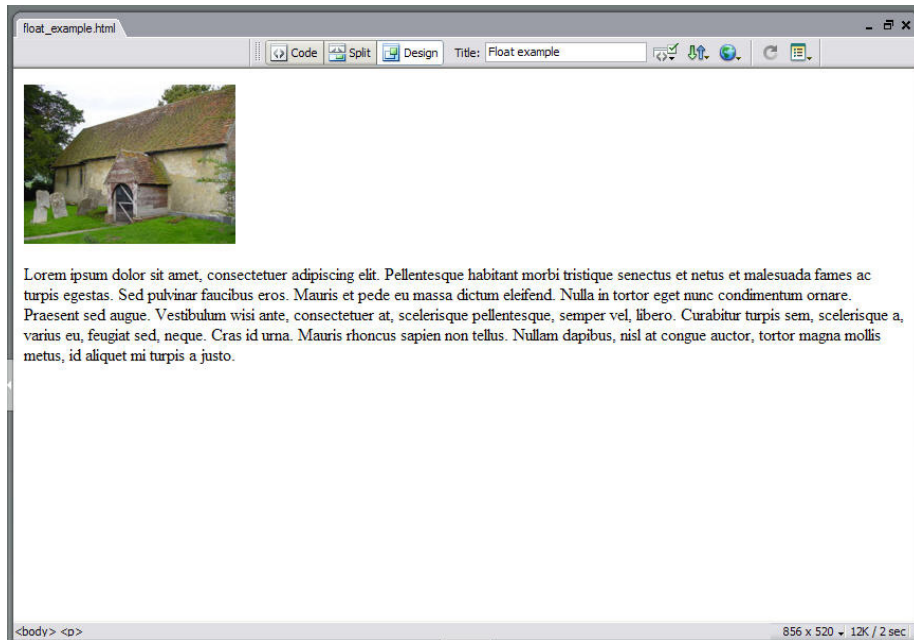 float_example.html
Code Split Design Title: Float example
Lorem ipsum dolor sit amet, consectetuer adipiscing elit. Pellentesque habitant morbi tristique senectus et netus et malesuada fames ac
turpis egestas. Sed pulvinar faucibus eros. Mauris et pede eu massa dictum eleifend. Nulla in tortor eget nunc condimentum ornare.
Praesent sed augue. Vestibulum wisi ante, consectetuer at, scelerisque pellentesque, semper vel, libero. Curabitur turpis sem, scelerisque a,
varius eu, feugiat sed, neque. Cras id urna. Mauris rhoncus sapien non tellus. Nullam dapibus, nisl at congue auctor, tortor magna mollis
metus, id aliquet mi turpis a justo.
<body> <p> 856 x 520 12K / 2 sec